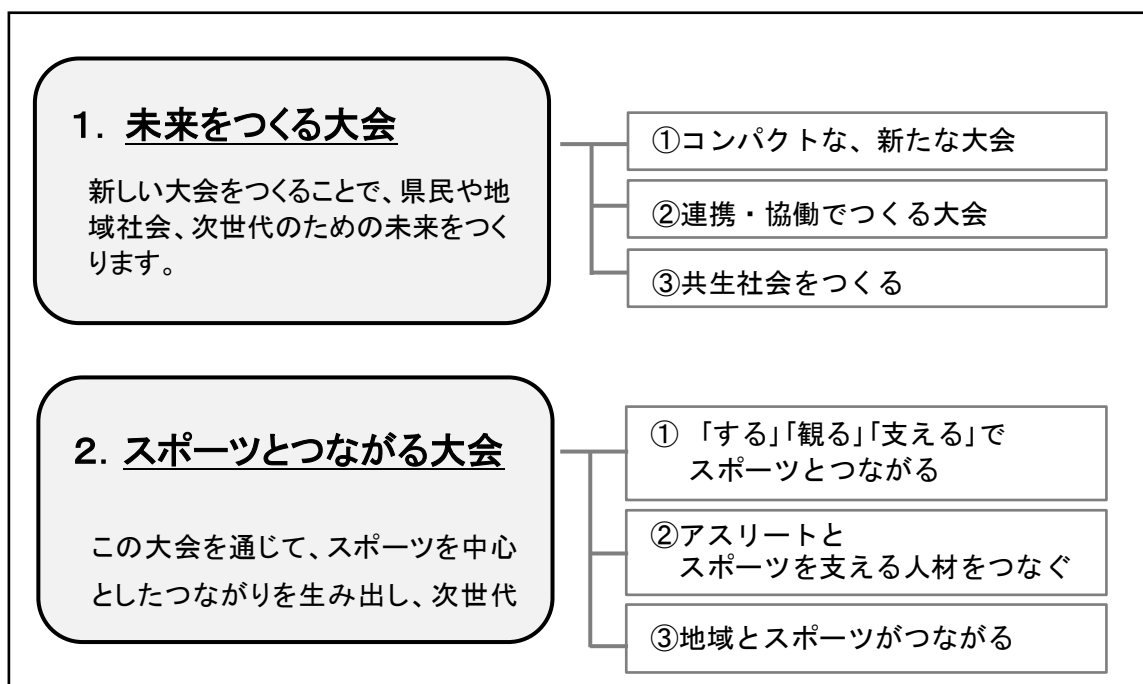 １．未来をつくる大会
新しい大会をつくることで、県民や地
域社会、次世代のための未来をつく
ります。
①コンパクトな、新たな大会
②連携・協働でつくる大会
③共生社会をつくる
２．スポーツとつながる大会
この大会を通じて、スポーツを中心
としたつながりを生み出し、次世代
①「する」「観る」「支える」で
スポーツとつながる
②アスリートと
スポーツを支える人材をつなぐ
③地域とスポーツがつながる